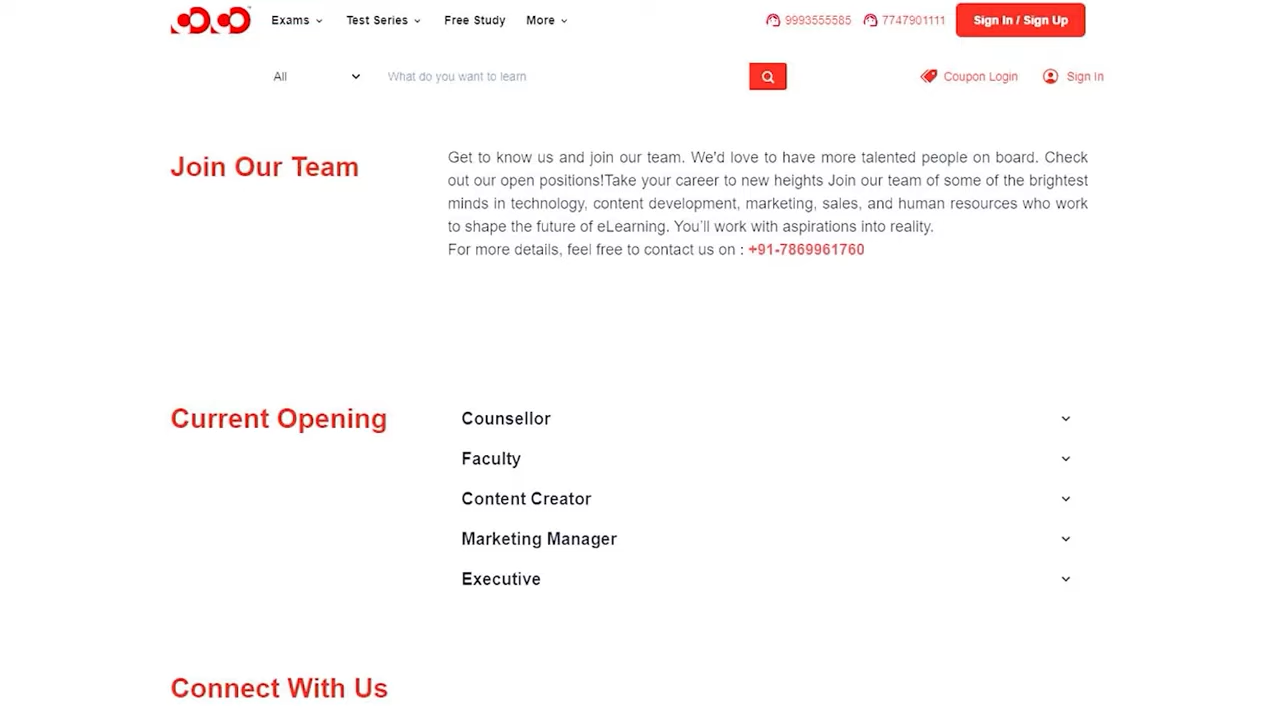 Exams Test Series Free Study More 9993555585 7747901111 Sign In / Sign Up
All What do you want to learn Coupon Login Sign In
Join Our Team
Get to know us and join our team. We'd love to have more talented people on board. Check
out our open positions!Take your career to new heights Join our team of some of the brightest
minds in technology, content development, marketing, sales, and human resources who work
to shape the future of eLearning. You'll work with aspirations into reality.
For more details, feel free to contact us on : +91-7869961760
Current Opening
Counsellor
Faculty
Content Creator
Marketing Manager
Executive
Connect With Us